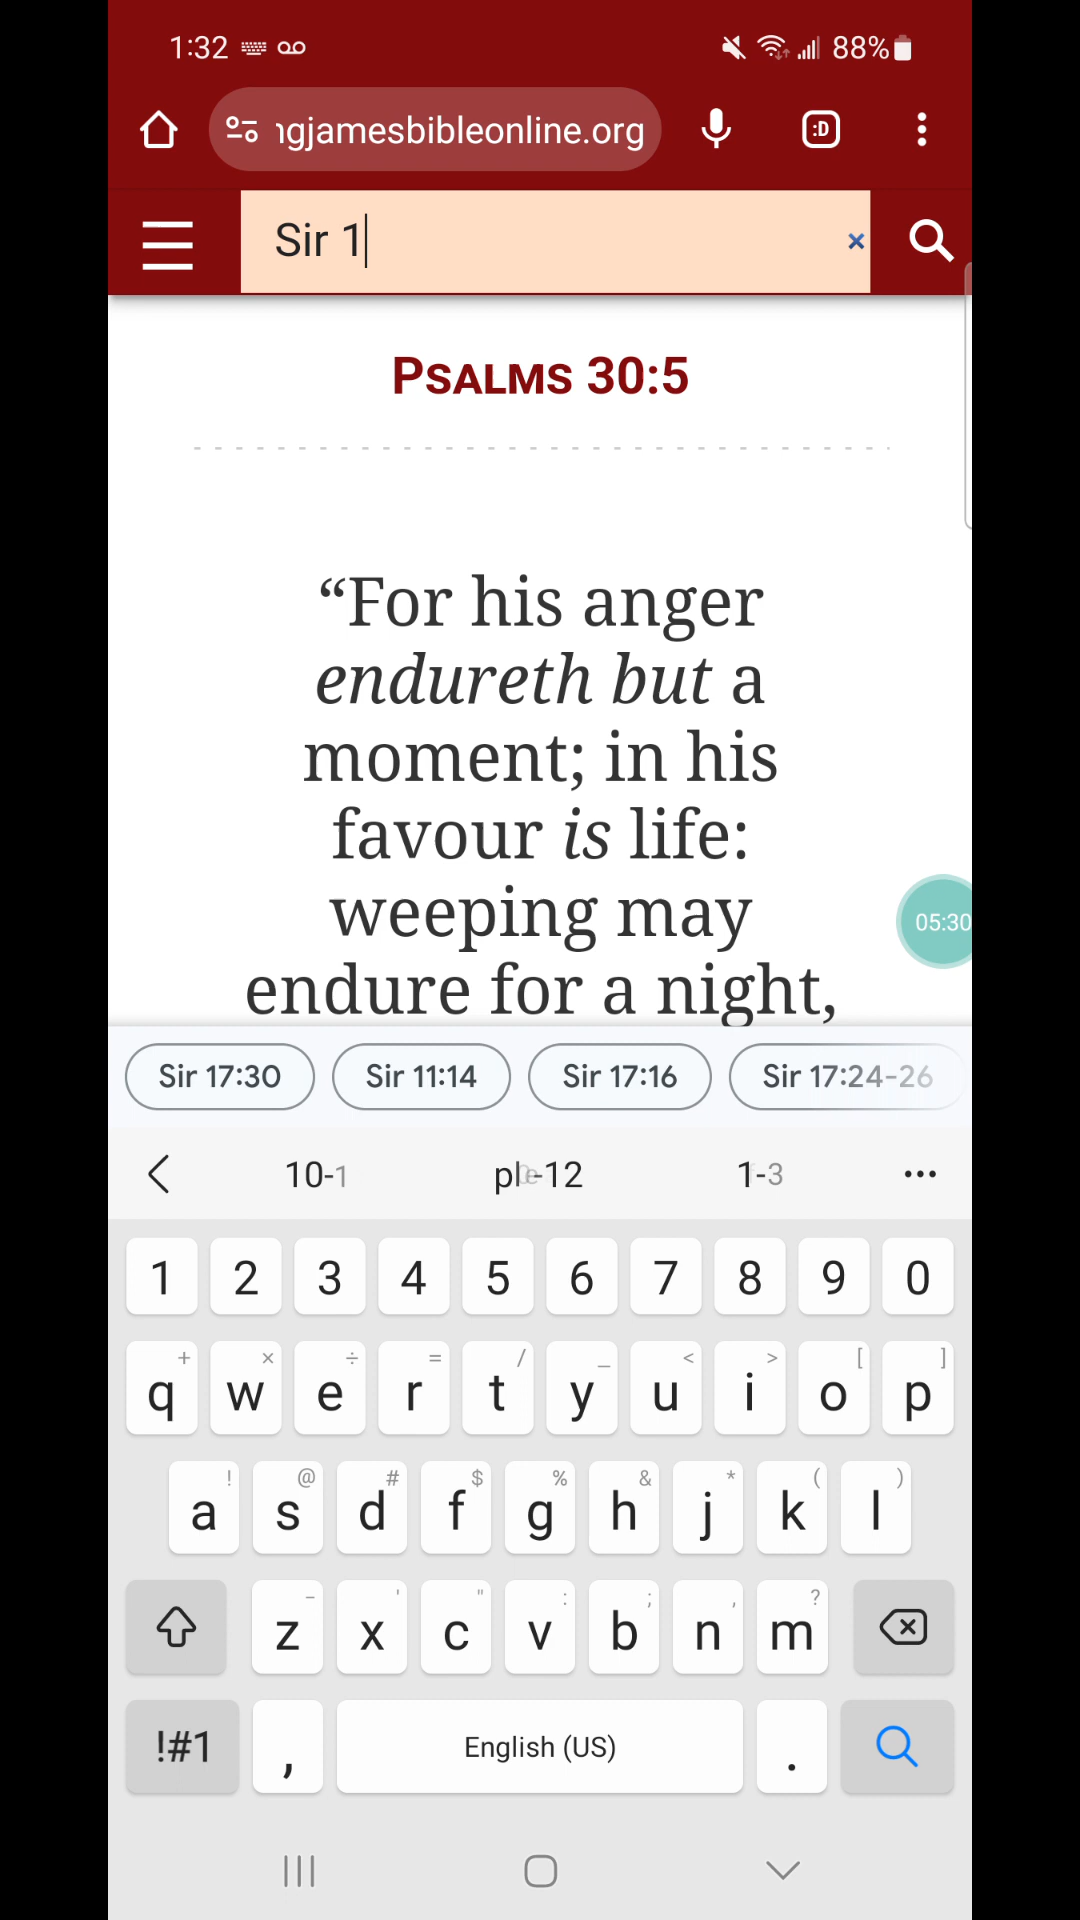 1:32 88%
ngjamesbibleonline.org :D
Sir 1 ×
PSALMS 30:5
“For his anger
endureth but a
moment; in his
favour is life:
weeping may
05:30
endure for a night,
Sir 17:30 Sir 11:14 Sir 17:16 Sir 17:24-26
10-1 -12 1-3
1 2 3 4 5 6 7 8 9 0
+ × ÷ = / _ < > [ ]
q w e r t y u i o p
! @ # $ % & * ( )
a s d f g h j k l
- ' " : ; , ?
z x c v b n m
!#1 , English (US) .